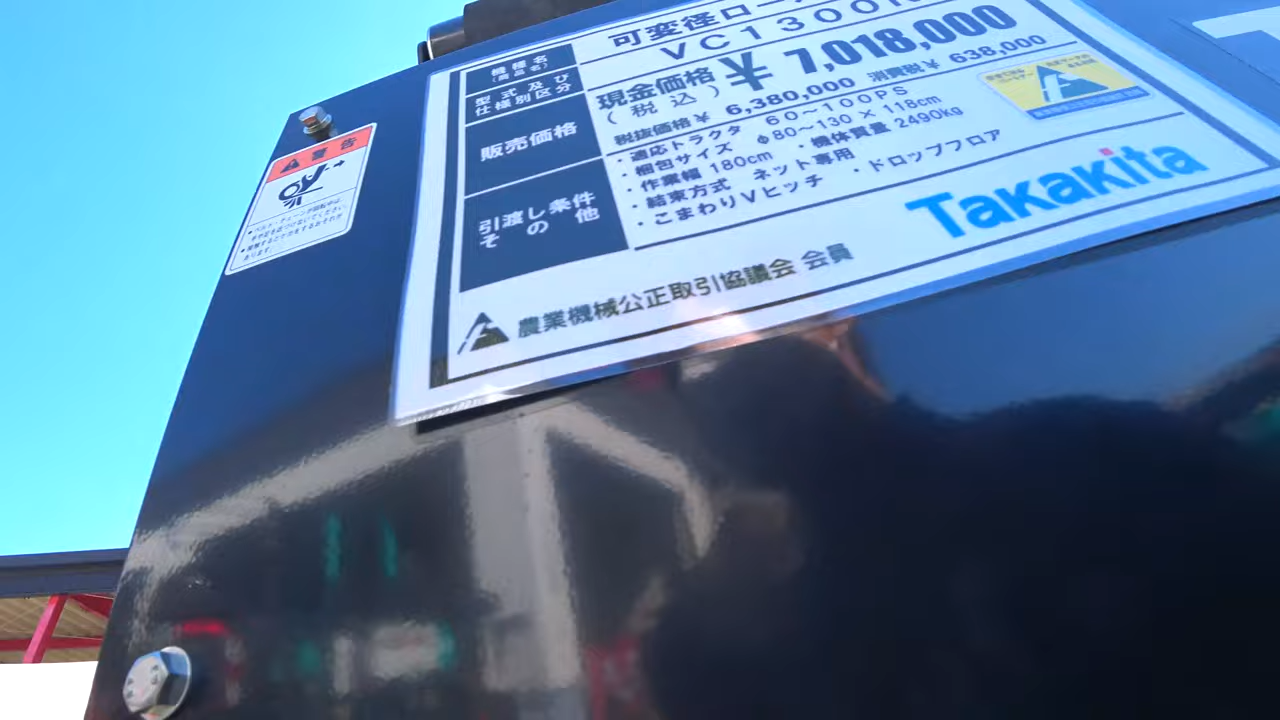 機種名
(商品名)
可変径ロー
型式及び
仕様別区分
VC1300
販売価格
現金価格
(税込)
¥7,018,000
税抜価格¥ 6,380,000 消費税¥ 638,000
引渡し条件
その他
・適応トラクタ 60~100PS
・梱包サイズ φ80~130 × 118cm
・作業幅 180cm ・機体質量 2490kg
・結束方式 ネット専用
・こまわりVヒッチ ・ドロップフロア
農業機械公正取引協議会 会員
Takakita
警告